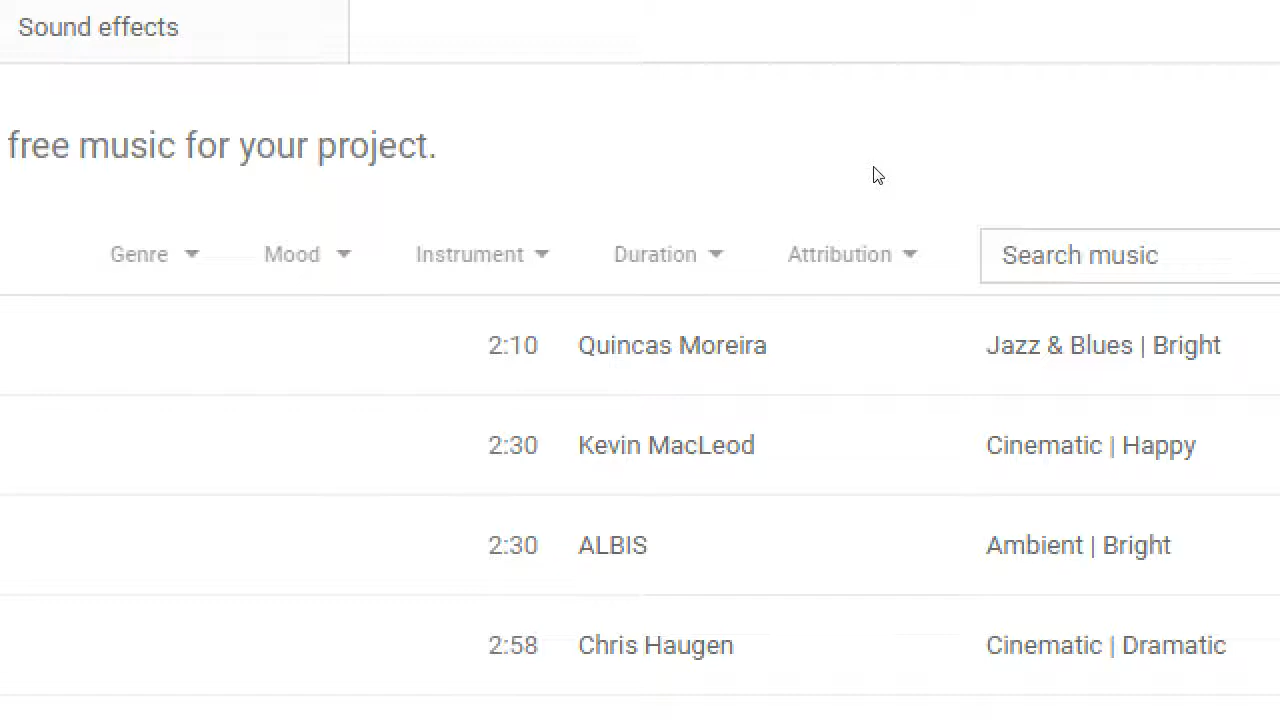 Sound effects
free music for your project.
Genre Mood Instrument Duration Attribution Search music
2:10 Quincas Moreira Jazz & Blues | Bright
2:30 Kevin MacLeod Cinematic | Happy
2:30 ALBIS Ambient | Bright
2:58 Chris Haugen Cinematic | Dramatic